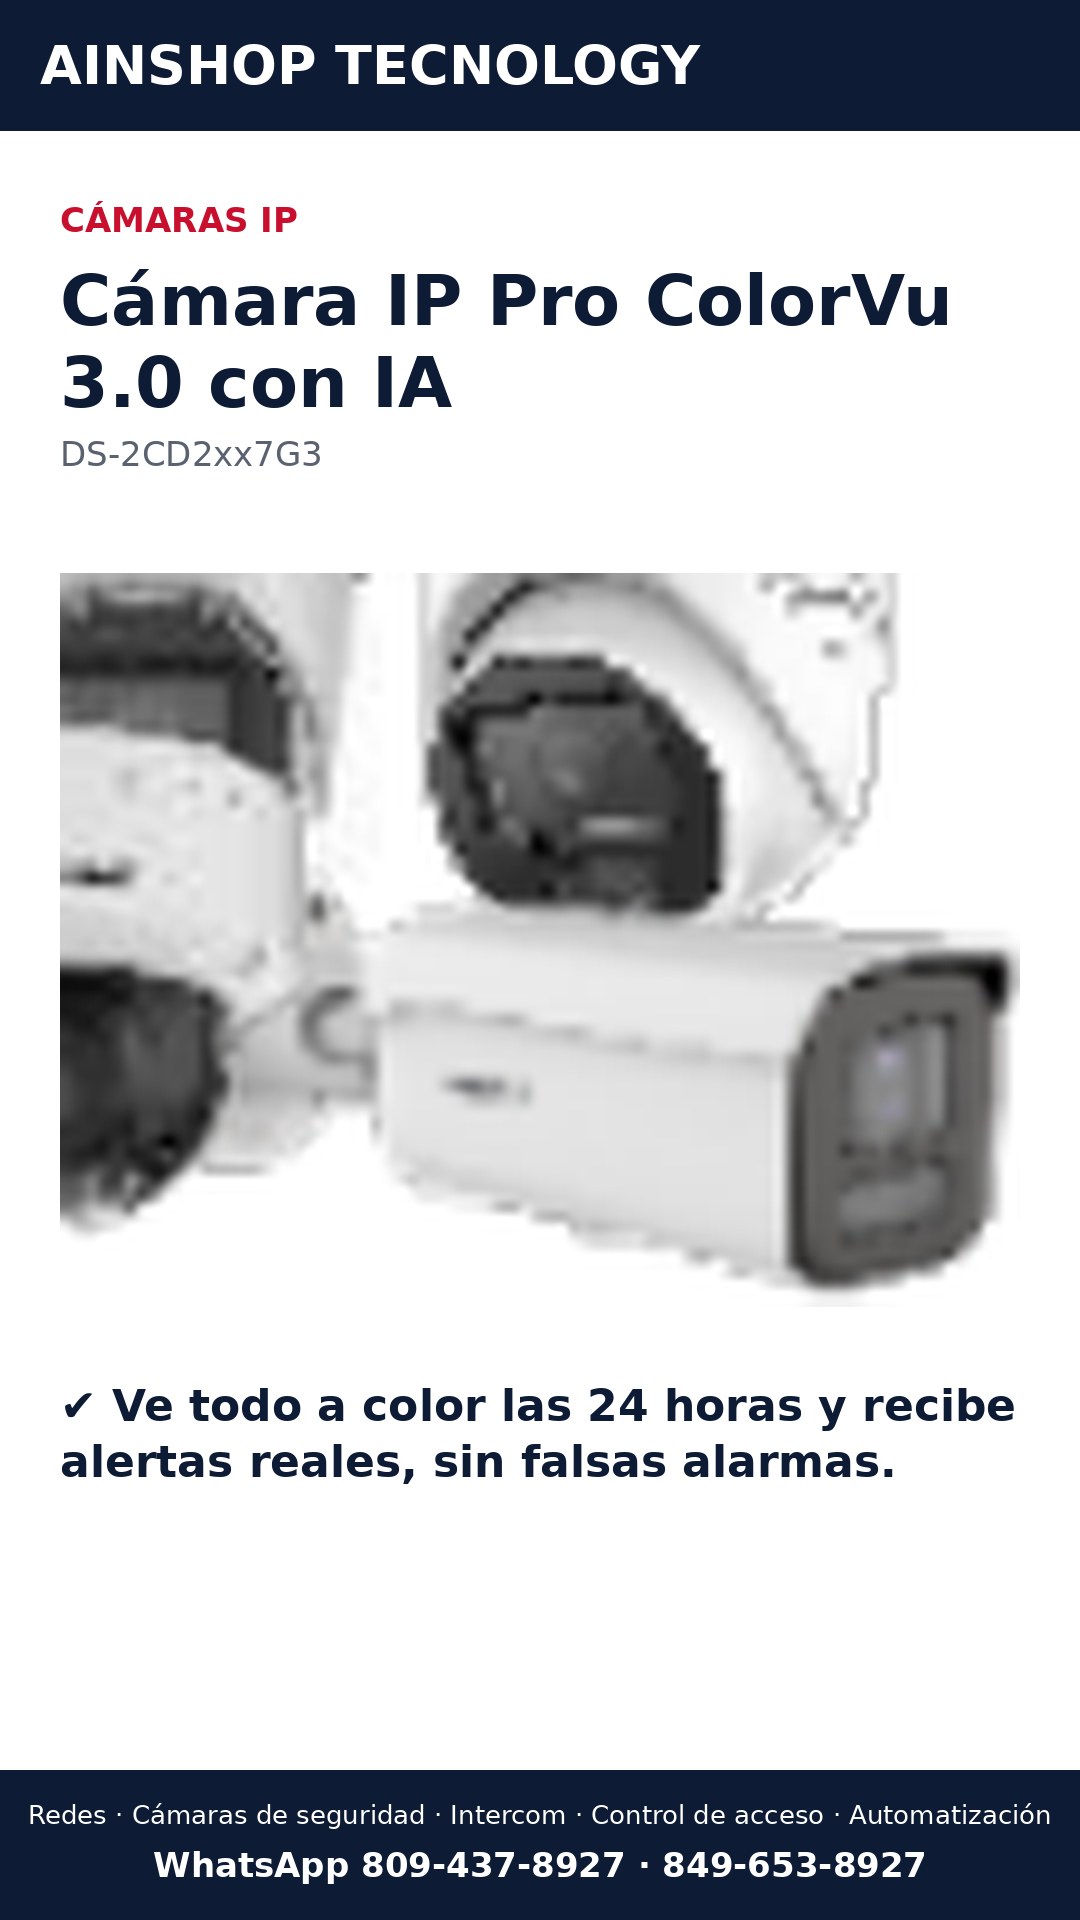 AINSHOP TECNOLOGY
CÁMARAS IP
Cámara IP Pro ColorVu
3.0 con IA
DS-2CD2xx7G3
✔ Ve todo a color las 24 horas y recibe
alertas reales, sin falsas alarmas.
Redes · Cámaras de seguridad · Intercom · Control de acceso · Automatización
WhatsApp 809-437-8927 · 849-653-8927